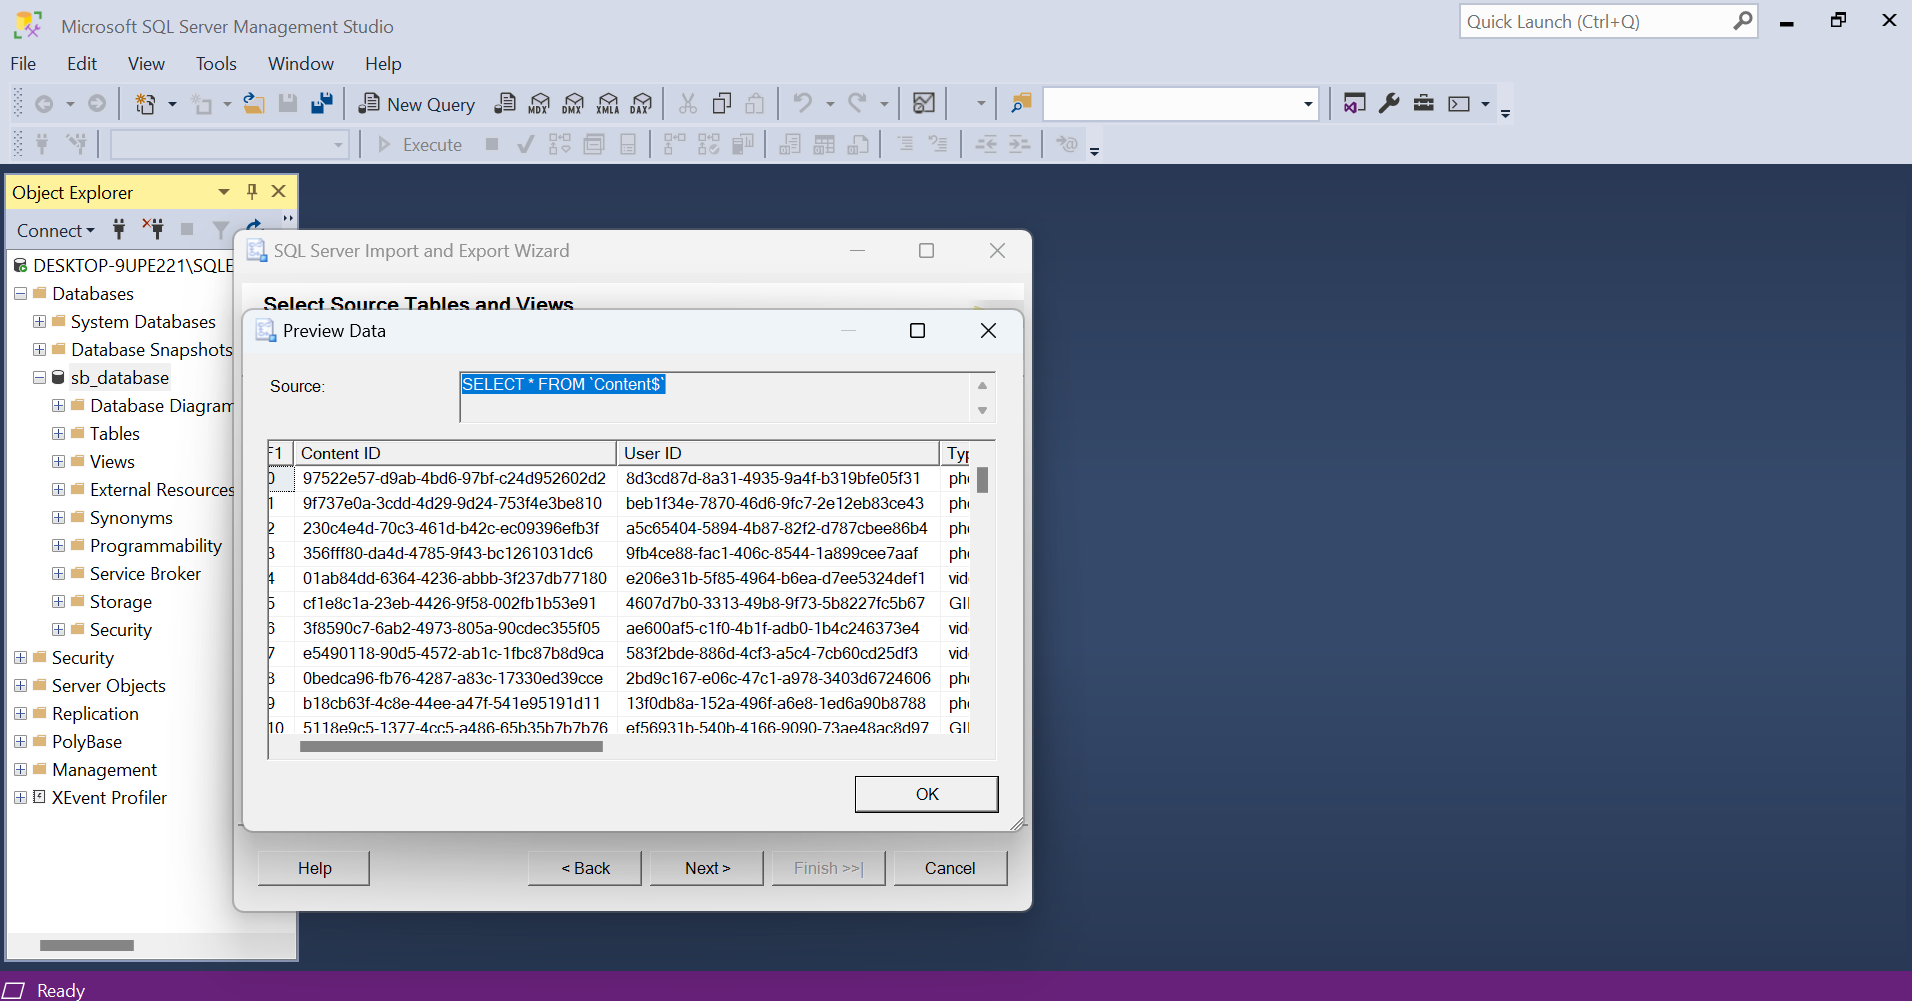 Microsoft SQL Server Management Studio
Quick Launch (Ctrl+Q)
File Edit View Tools Window Help
New Query MDX DMX XMLA DAX
Execute
Object Explorer
Connect
DESKTOP-9UPE221\SQLE
Databases
System Databases
Database Snapshots
sb_database
Database Diagram
Tables
Views
External Resources
Synonyms
Programmability
Service Broker
Storage
Security
Security
Server Objects
Replication
PolyBase
Management
XEvent Profiler
SQL Server Import and Export Wizard
Select Source Tables and Views
Preview Data
Source:
SELECT * FROM `Content$`
F1 Content ID User ID Typ
0 97522e57-d9ab-4bd6-97bf-c24d952602d2 8d3cd87d-8a31-4935-9a4f-b319bfe05f31 pho
1 9f737e0a-3cdd-4d29-9d24-753f4e3be810 beb1f34e-7870-46d6-9fc7-2e12eb83ce43 pho
2 230c4e4d-70c3-461d-b42c-ec09396efb3f a5c65404-5894-4b87-82f2-d787cbee86b4 pho
3 356fff80-da4d-4785-9f43-bc1261031dc6 9fb4ce88-fac1-406c-8544-1a899cee7aaf pho
4 01ab84dd-6364-4236-abbb-3f237db77180 e206e31b-5f85-4964-b6ea-d7ee5324def1 vid
5 cf1e8c1a-23eb-4426-9f58-002fb1b53e91 4607d7b0-3313-49b8-9f73-5b8227fc5b67 GI
6 3f8590c7-6ab2-4973-805a-90cdec355f05 ae600af5-c1f0-4b1f-adb0-1b4c246373e4 vid
7 e5490118-90d5-4572-ab1c-1fbc87b8d9ca 583f2bde-886d-4cf3-a5c4-7cb60cd25df3 vid
8 0bedca96-fb76-4287-a83c-17330ed39cce 2bd9c167-e06c-47c1-a978-3403d6724606 pho
9 b18cb63f-4c8e-44ee-a47f-541e95191d11 13f0db8a-152a-496f-a6e8-1ed6a90b8788 pho
10 5118e9c5-1377-4cc5-a486-65b35b7b7b76 ef56931b-540b-4166-9090-73ae48ac8d97 GI
OK
Help < Back Next > Finish >>| Cancel
Ready